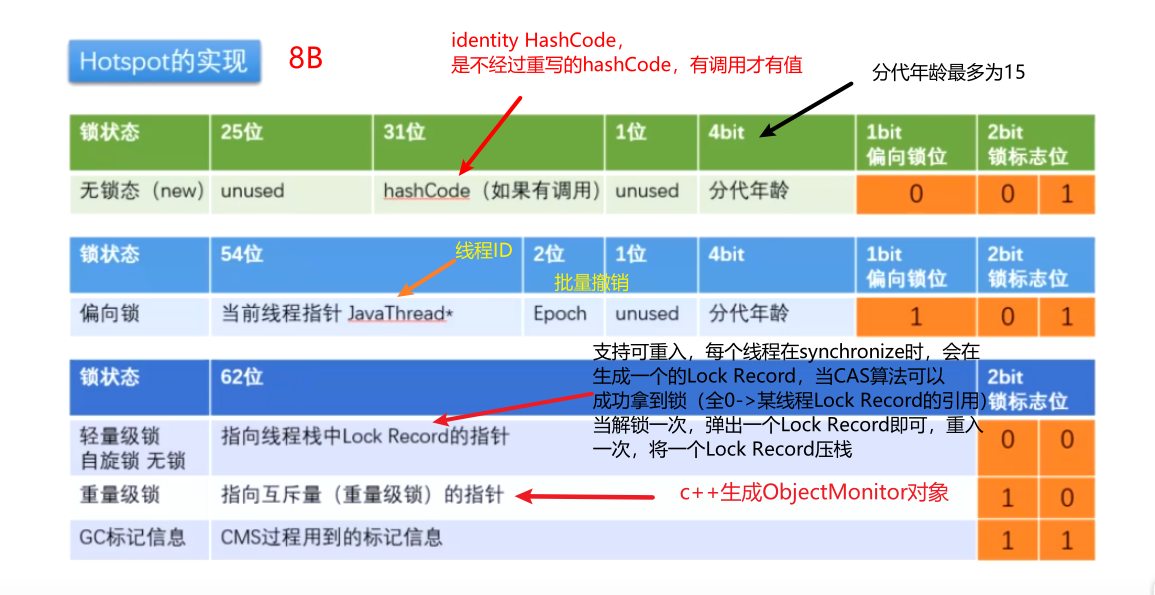 Hotspot的实现
8B
identity HashCode，
是不经过重写的hashCode，有调用才有值
分代年龄最多为15
锁状态 25位 31位 1位 4bit 1bit 2bit
偏向锁位 锁标志位
无锁态（new） unused hashCode（如果有调用） unused 分代年龄 0 0 1
线程ID
锁状态 54位 2位 1位 4bit 1bit 2bit
偏向锁位 锁标志位
批量撤销
偏向锁 当前线程指针 JavaThread* Epoch unused 分代年龄 1 0 1
支持可重入，每个线程在synchronize时，会在
生成一个的Lock Record，当CAS算法可以
成功拿到锁（全0->某线程Lock Record的引用）
当解锁一次，弹出一个Lock Record即可，重入
一次，将一个Lock Record压栈
锁状态 62位 2bit
锁标志位
轻量级锁 指向线程栈中Lock Record的指针 0 0
自旋锁 无锁
重量级锁 指向互斥量（重量级锁）的指针 1 0
c++生成ObjectMonitor对象
GC标记信息 CMS过程用到的标记信息 1 1